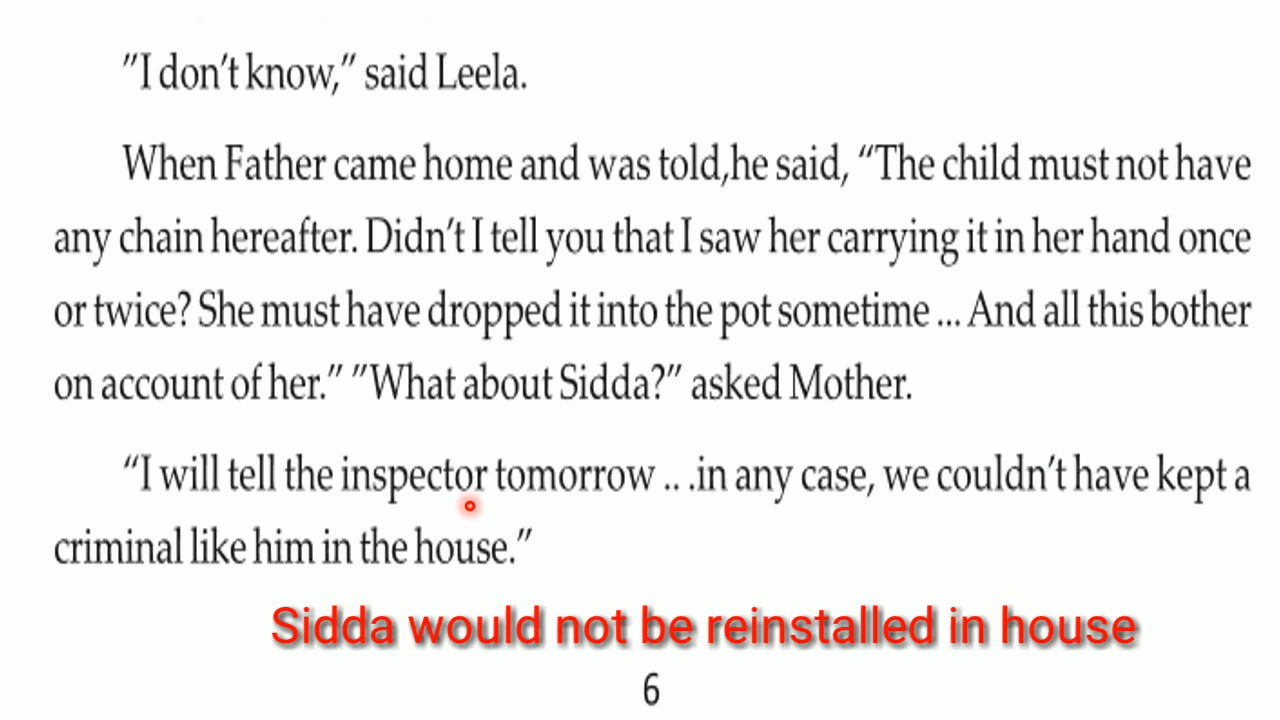 ”I don’t know,” said Leela.
When Father came home and was told,he said, “The child must not have
any chain hereafter. Didn’t I tell you that I saw her carrying it in her hand once
or twice? She must have dropped it into the pot sometime ... And all this bother
on account of her.” ”What about Sidda?” asked Mother.
“I will tell the inspector tomorrow .. .in any case, we couldn’t have kept a
criminal like him in the house.”
Sidda would not be reinstalled in house
6